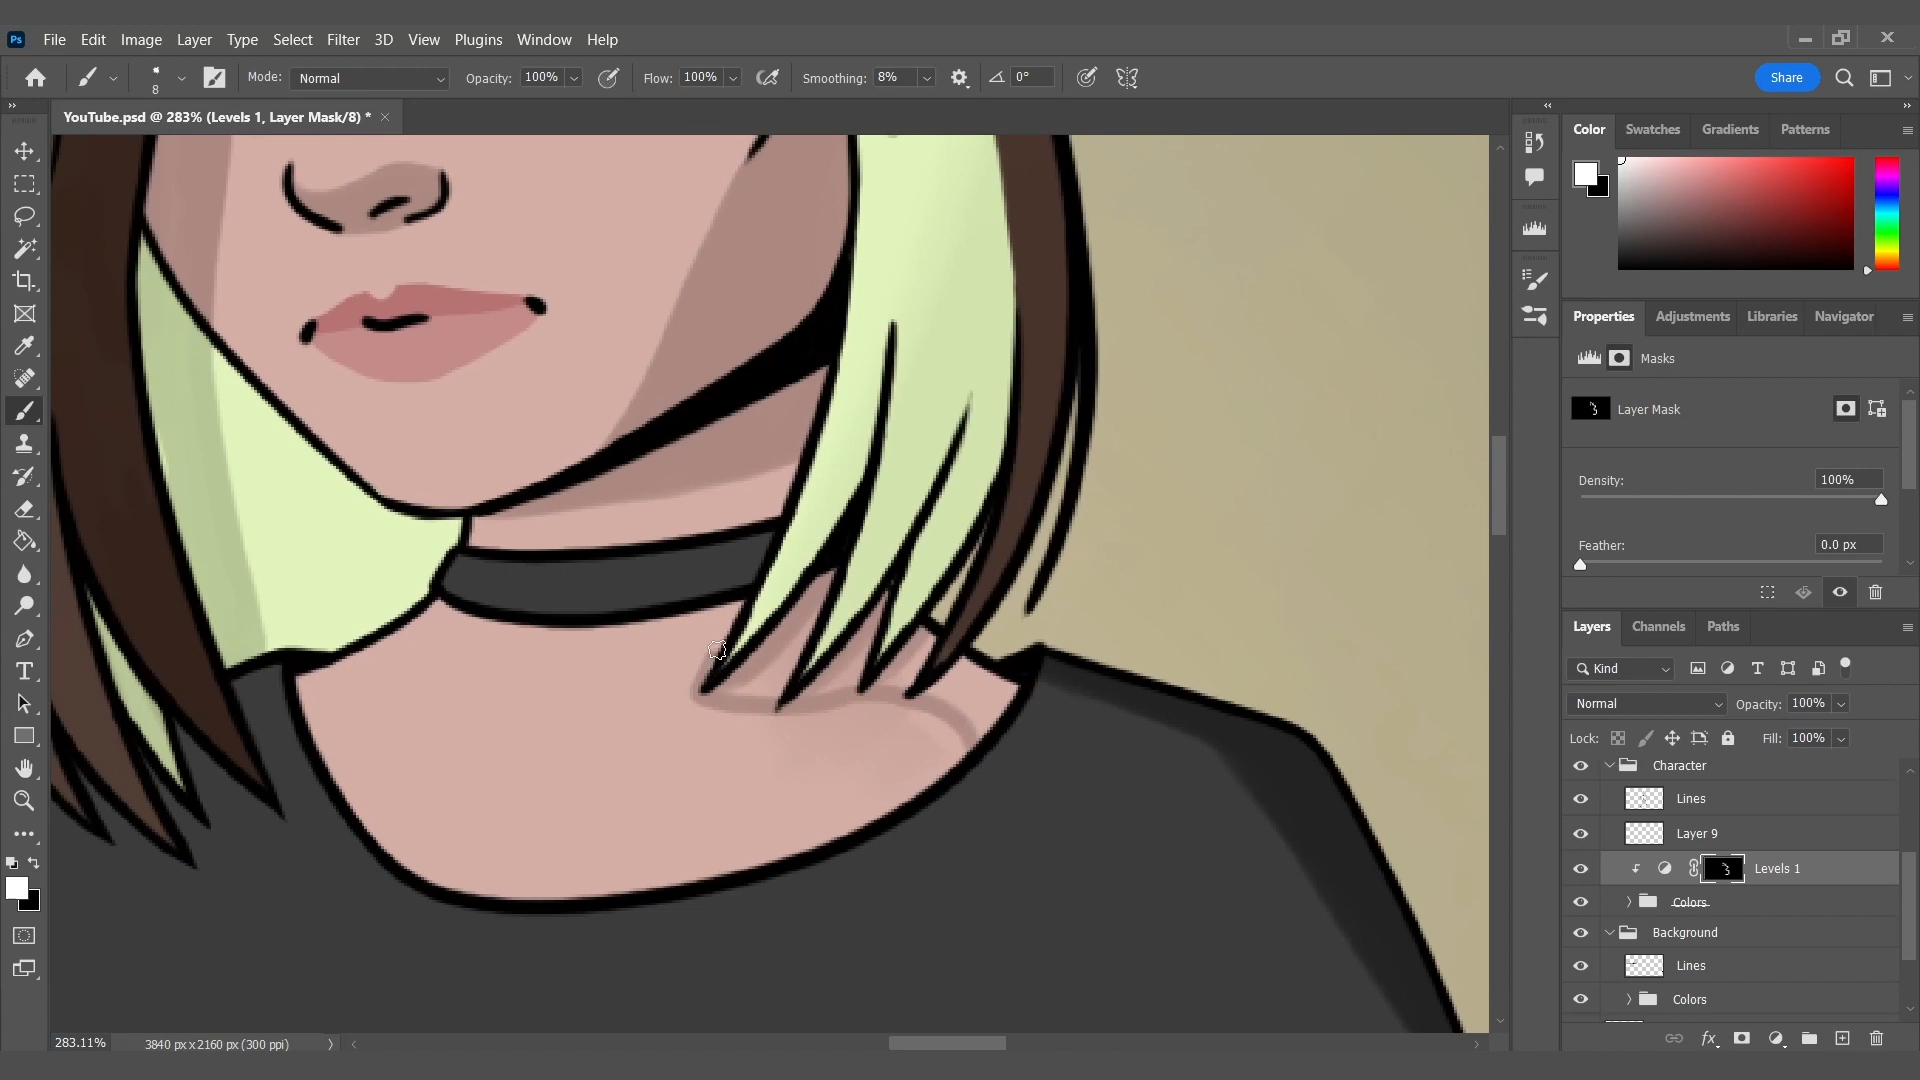 Ps File Edit Image Layer Type Select Filter 3D View Plugins Window Help
8 Mode: Normal Opacity: 100% Flow: 100% Smoothing: 8% 0° Share
YouTube.psd @ 283% (Levels 1, Layer Mask/8) *
Color Swatches Gradients Patterns
Properties Adjustments Libraries Navigator
Masks
Layer Mask
Density: 100%
Feather: 0.0 px
Layers Channels Paths
Kind
Normal Opacity: 100%
Lock: Fill: 100%
Character
Lines
Layer 9
Levels 1
Colors
Background
Lines
Colors
283.11% 3840 px x 2160 px (300 ppi)
fx